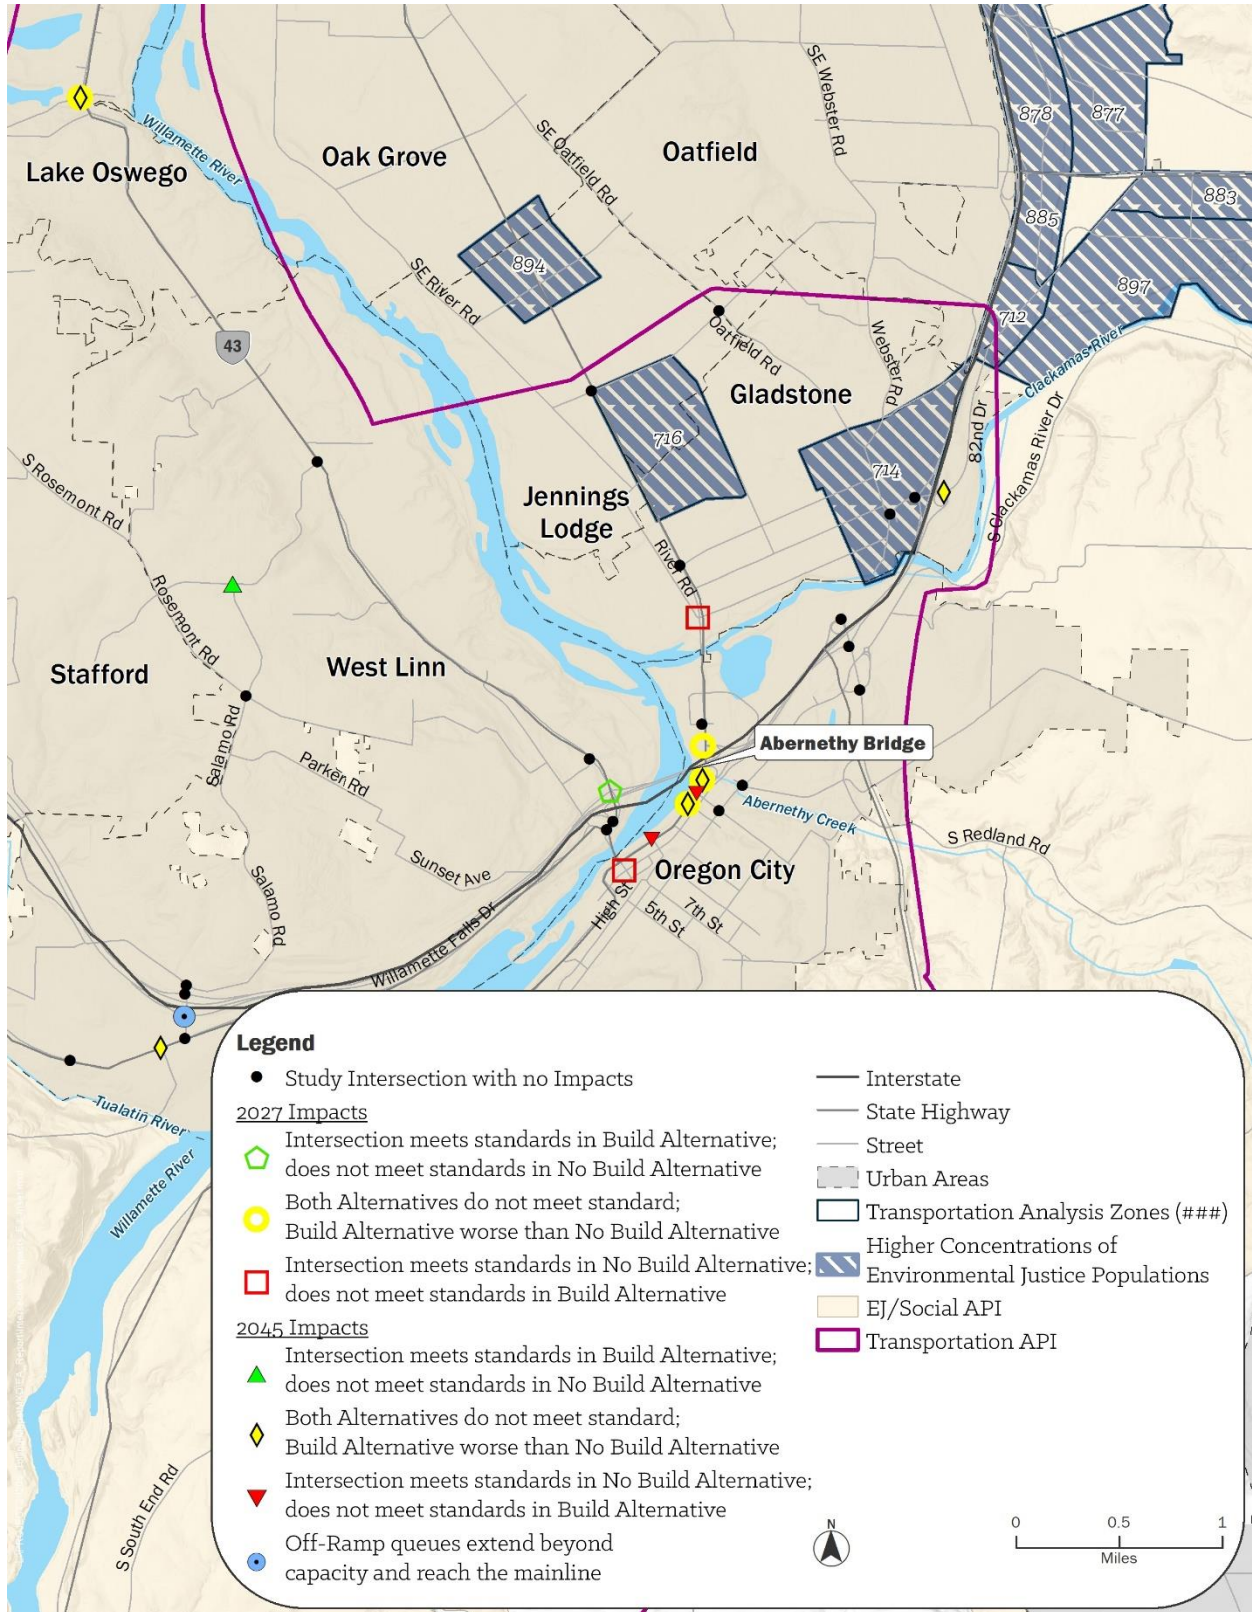 SE Webster Rd
878
877
Willamette River
Oak Grove
SE Oatfield Rd
Oatfield
Lake Oswego
883
885
894
SE River Rd
897
712
43
Oatfield Rd
Webster Rd
Clackamas River
Gladstone
82nd Dr
S Clackamas River Dr
716
714
S Rosemont Rd
Jennings
Lodge
River Rd
Rosemont Rd
Stafford
West Linn
Salamo Rd
Abernethy Bridge
Parker Rd
Abernethy Creek
S Redland Rd
Sunset Ave
Oregon City
High St
7th St
5th St
Salamo Rd
Willamette Falls Dr
Tualatin River
Willamette River
S South End Rd
Legend
Study Intersection with no Impacts
2027 Impacts
Intersection meets standards in Build Alternative;
does not meet standards in No Build Alternative
Both Alternatives do not meet standard;
Build Alternative worse than No Build Alternative
Intersection meets standards in No Build Alternative;
does not meet standards in Build Alternative
2045 Impacts
Intersection meets standards in Build Alternative;
does not meet standards in No Build Alternative
Both Alternatives do not meet standard;
Build Alternative worse than No Build Alternative
Intersection meets standards in No Build Alternative;
does not meet standards in Build Alternative
Off-Ramp queues extend beyond
capacity and reach the mainline
Interstate
State Highway
Street
Urban Areas
Transportation Analysis Zones (###)
Higher Concentrations of
Environmental Justice Populations
EJ/Social API
Transportation API
N
0 0.5 1
Miles